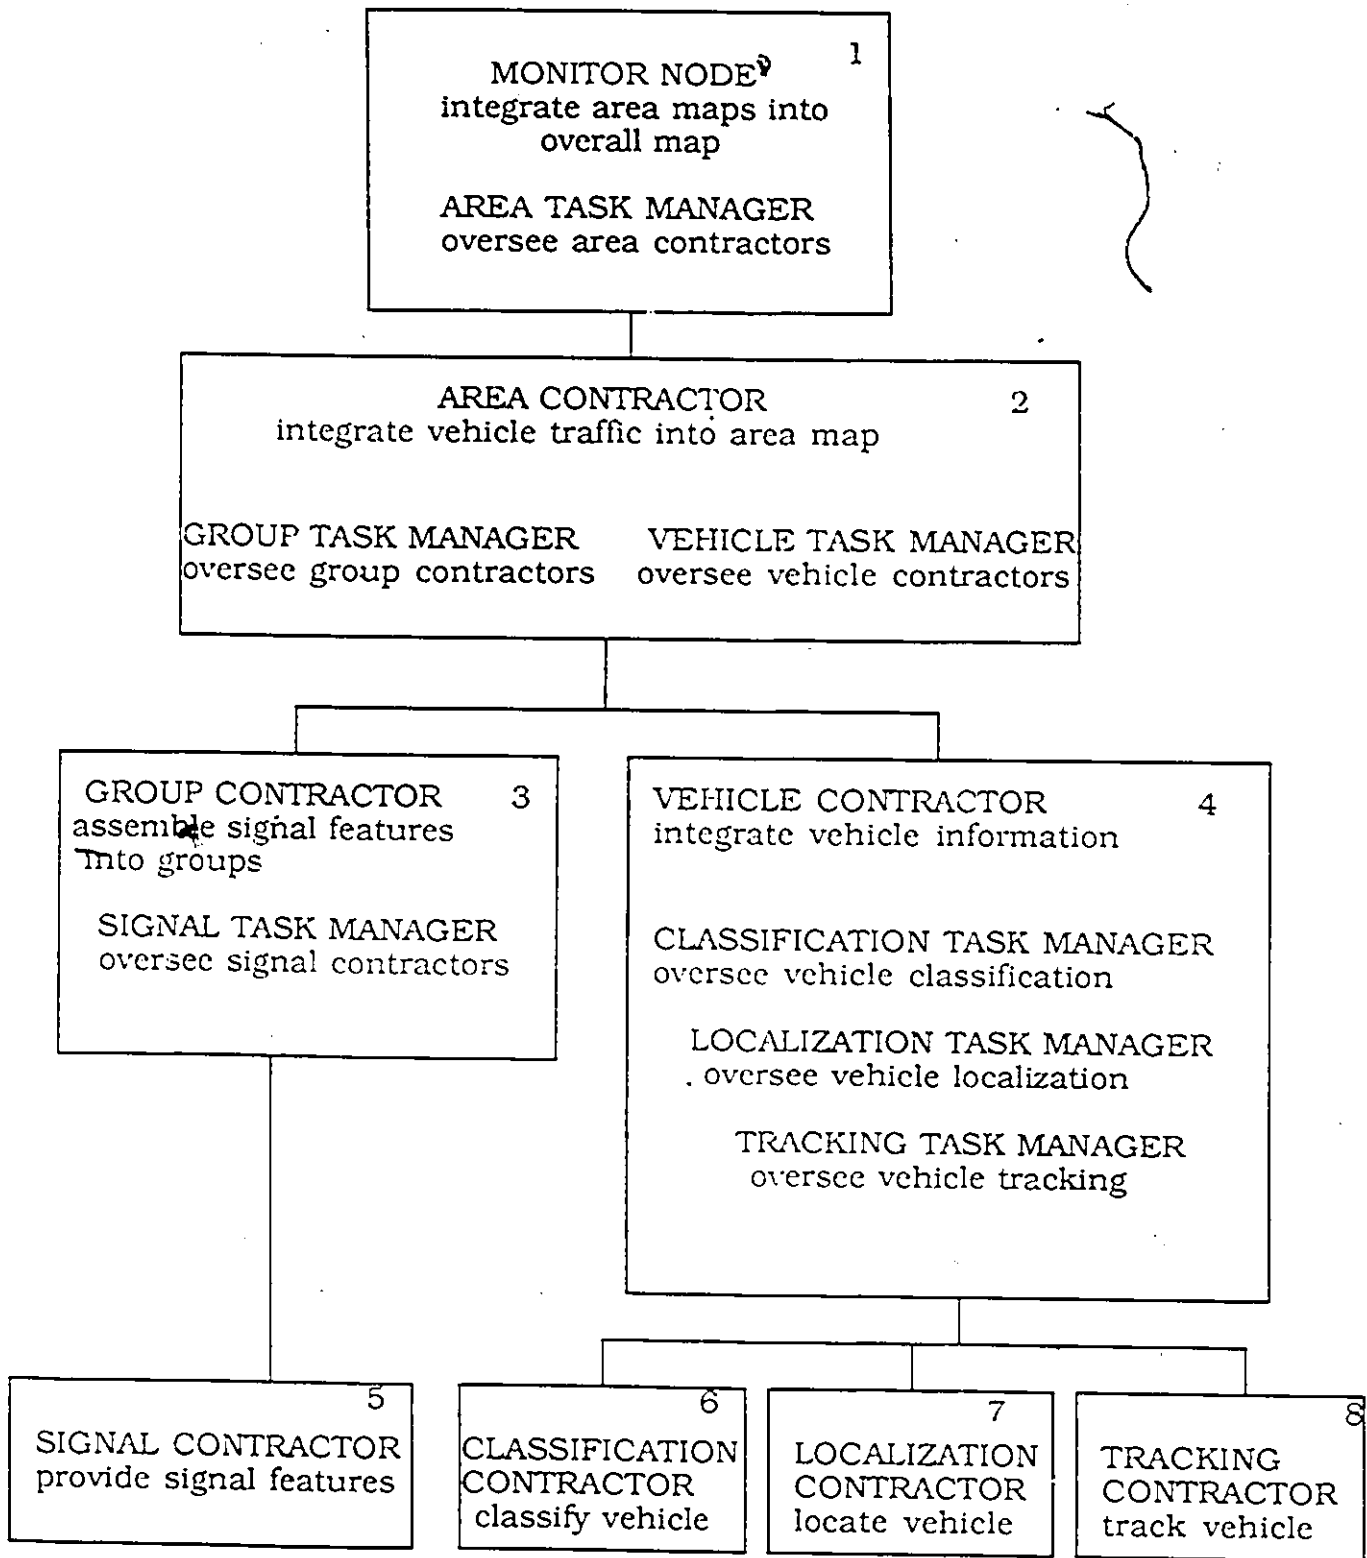 1
MONITOR NODE
integrate area maps into
overall map
AREA TASK MANAGER
oversee area contractors
2
AREA CONTRACTOR
integrate vehicle traffic into area map
GROUP TASK MANAGER
oversee group contractors
VEHICLE TASK MANAGER
oversee vehicle contractors
GROUP CONTRACTOR 3
assemble signal features
into groups
SIGNAL TASK MANAGER
oversee signal contractors
VEHICLE CONTRACTOR 4
integrate vehicle information
CLASSIFICATION TASK MANAGER
oversee vehicle classification
LOCALIZATION TASK MANAGER
oversee vehicle localization
TRACKING TASK MANAGER
oversee vehicle tracking
5
SIGNAL CONTRACTOR
provide signal features
6
CLASSIFICATION
CONTRACTOR
classify vehicle
7
LOCALIZATION
CONTRACTOR
locate vehicle
8
TRACKING
CONTRACTOR
track vehicle